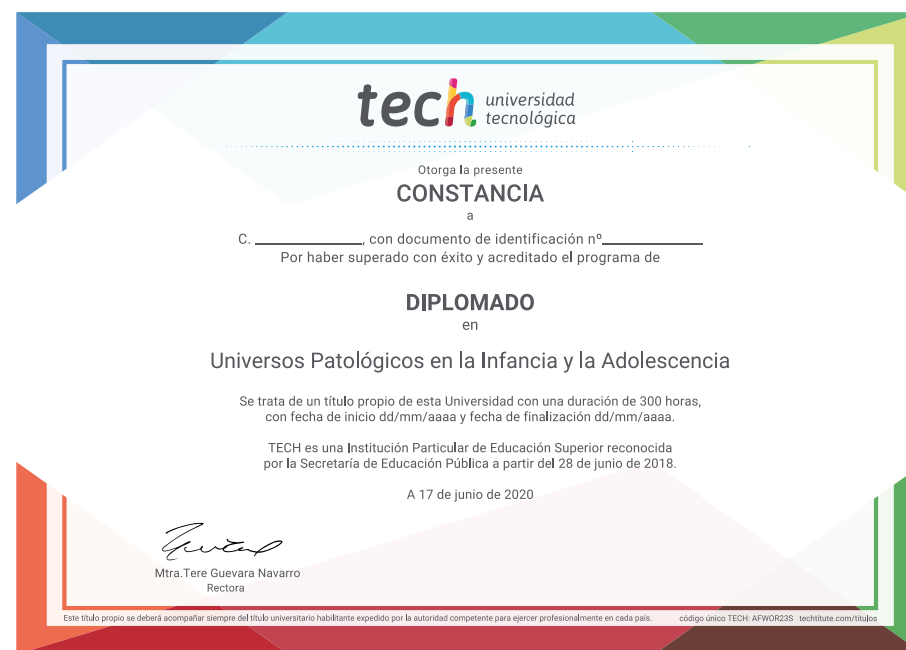 tech universidad
tecnológica
Otorga la presente
CONSTANCIA
a
C. ____________, con documento de identificación nº____________
Por haber superado con éxito y acreditado el programa de
DIPLOMADO
en
Universos Patológicos en la Infancia y la Adolescencia
Se trata de un título propio de esta Universidad con una duración de 300 horas,
con fecha de inicio dd/mm/aaaa y fecha de finalización dd/mm/aaaa.
TECH es una Institución Particular de Educación Superior reconocida
por la Secretaría de Educación Pública a partir del 28 de junio de 2018.
A 17 de junio de 2020
Mtra.Tere Guevara Navarro
Rectora
Este título propio se deberá acompañar siempre del título universitario habilitante expedido por la autoridad competente para ejercer profesionalmente en cada país. código único TECH: AFWOR23S techtitute.com/titulos